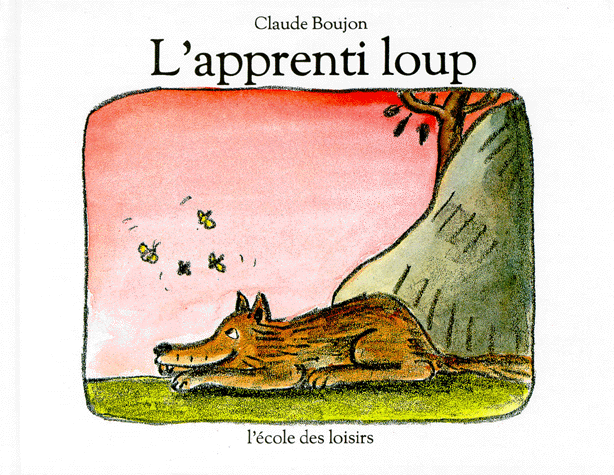 Claude Boujon
L'apprenti loup
l'école des loisirs